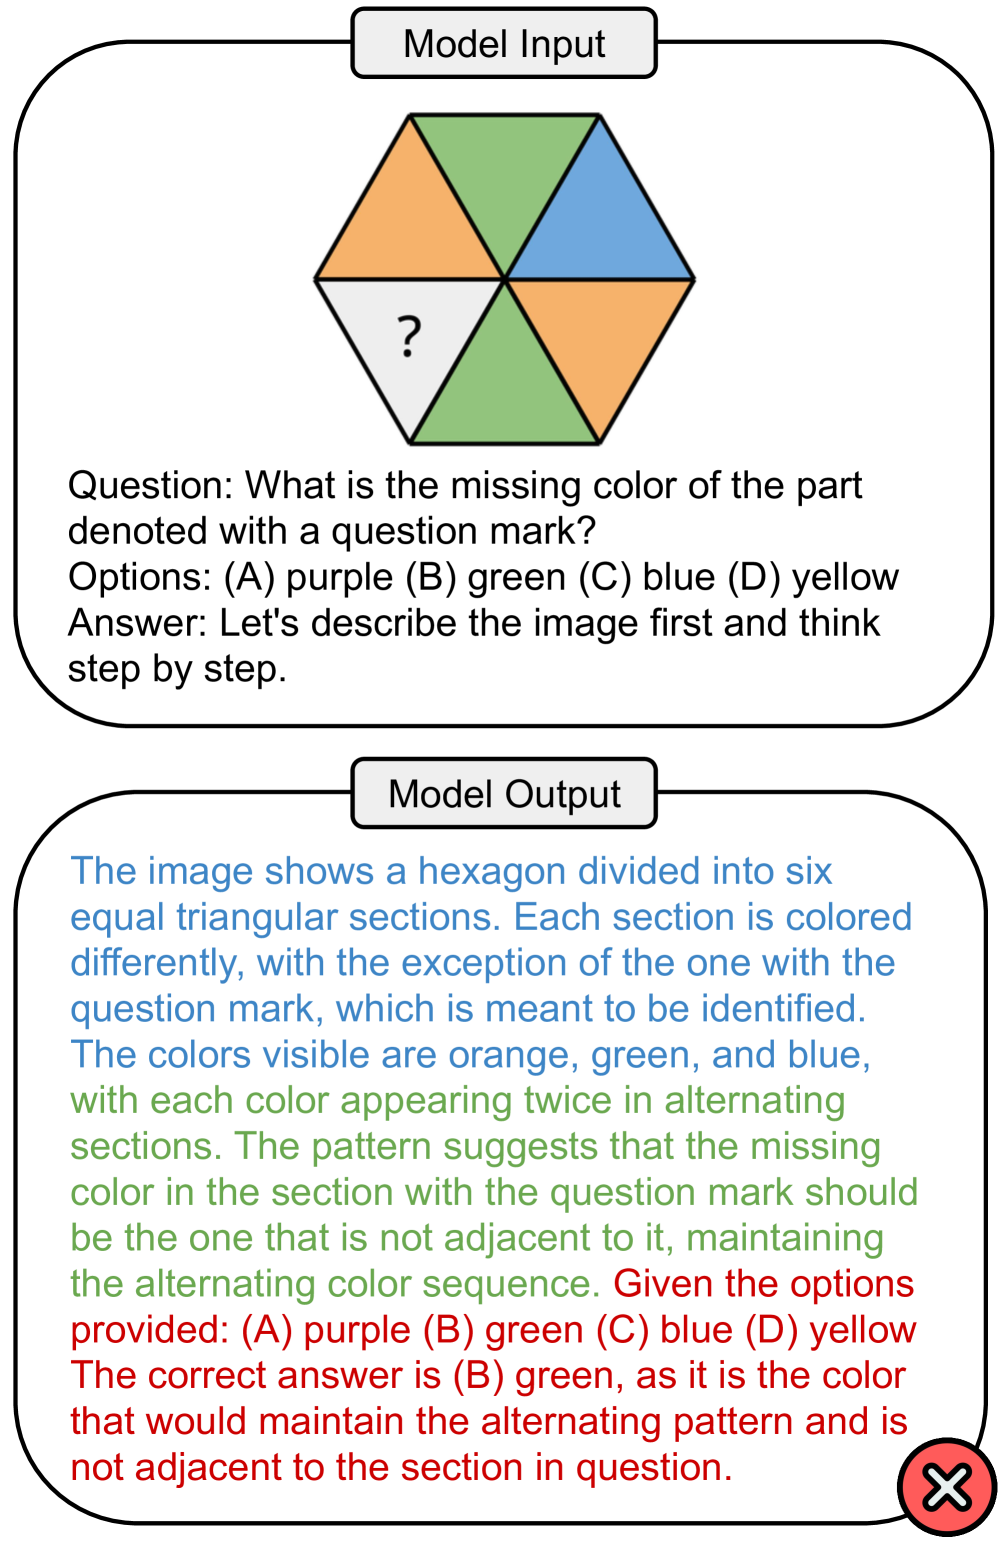 Model Input
?
Question: What is the missing color of the part
denoted with a question mark?
Options: (A) purple (B) green (C) blue (D) yellow
Answer: Let's describe the image first and think
step by step.
Model Output
The image shows a hexagon divided into six
equal triangular sections. Each section is colored
differently, with the exception of the one with the
question mark, which is meant to be identified.
The colors visible are orange, green, and blue,
with each color appearing twice in alternating
sections. The pattern suggests that the missing
color in the section with the question mark should
be the one that is not adjacent to it, maintaining
the alternating color sequence. Given the options
provided: (A) purple (B) green (C) blue (D) yellow
The correct answer is (B) green, as it is the color
that would maintain the alternating pattern and is
not adjacent to the section in question.